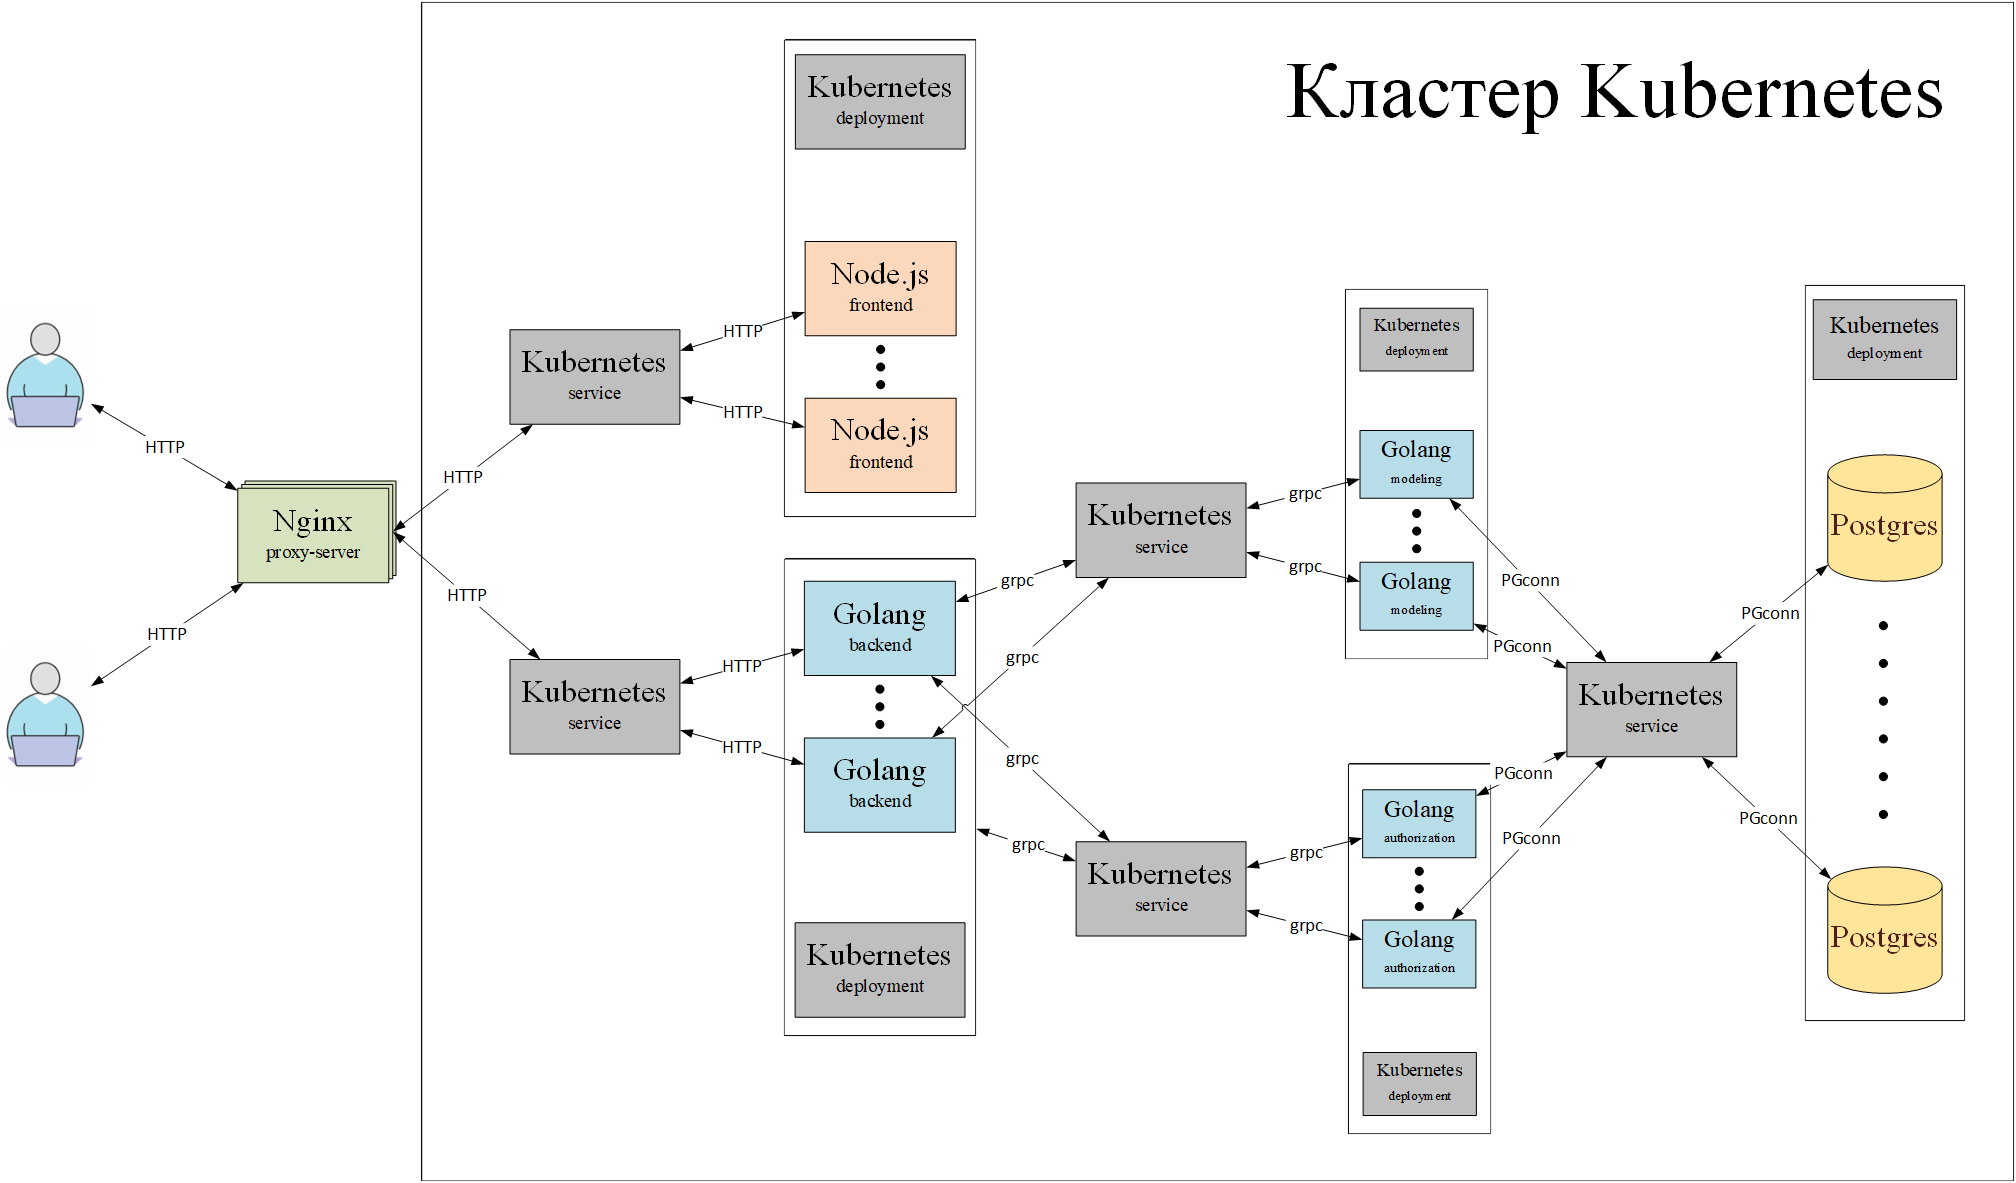 Кластер Kubernetes
HTTP
HTTP
Nginx
proxy-server
HTTP
HTTP
Kubernetes
service
Kubernetes
service
HTTP
HTTP
HTTP
HTTP
Kubernetes
deployment
Node.js
frontend
Node.js
frontend
Golang
backend
Golang
backend
Kubernetes
deployment
grpc
grpc
grpc
grpc
Kubernetes
service
Kubernetes
service
grpc
grpc
grpc
grpc
Kubernetes
deployment
Golang
modeling
Golang
modeling
Golang
authorization
Golang
authorization
Kubernetes
deployment
PGconn
PGconn
PGconn
PGconn
Kubernetes
service
PGconn
PGconn
Kubernetes
deployment
Postgres
Postgres